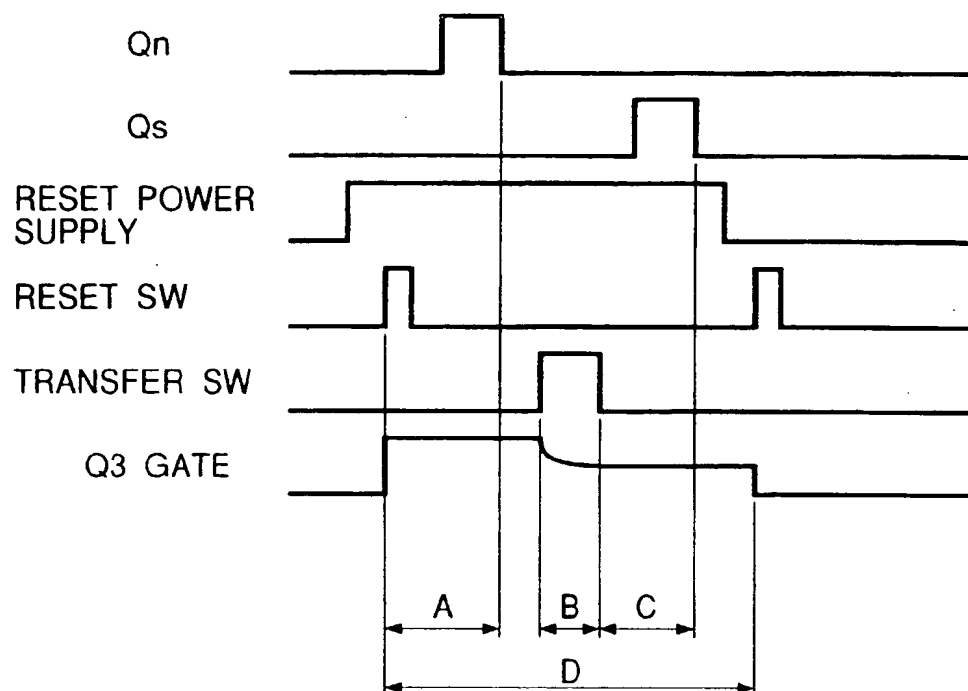 Qn
Qs
RESET POWER
SUPPLY
RESET SW
TRANSFER SW
Q3 GATE
A
B
C
D